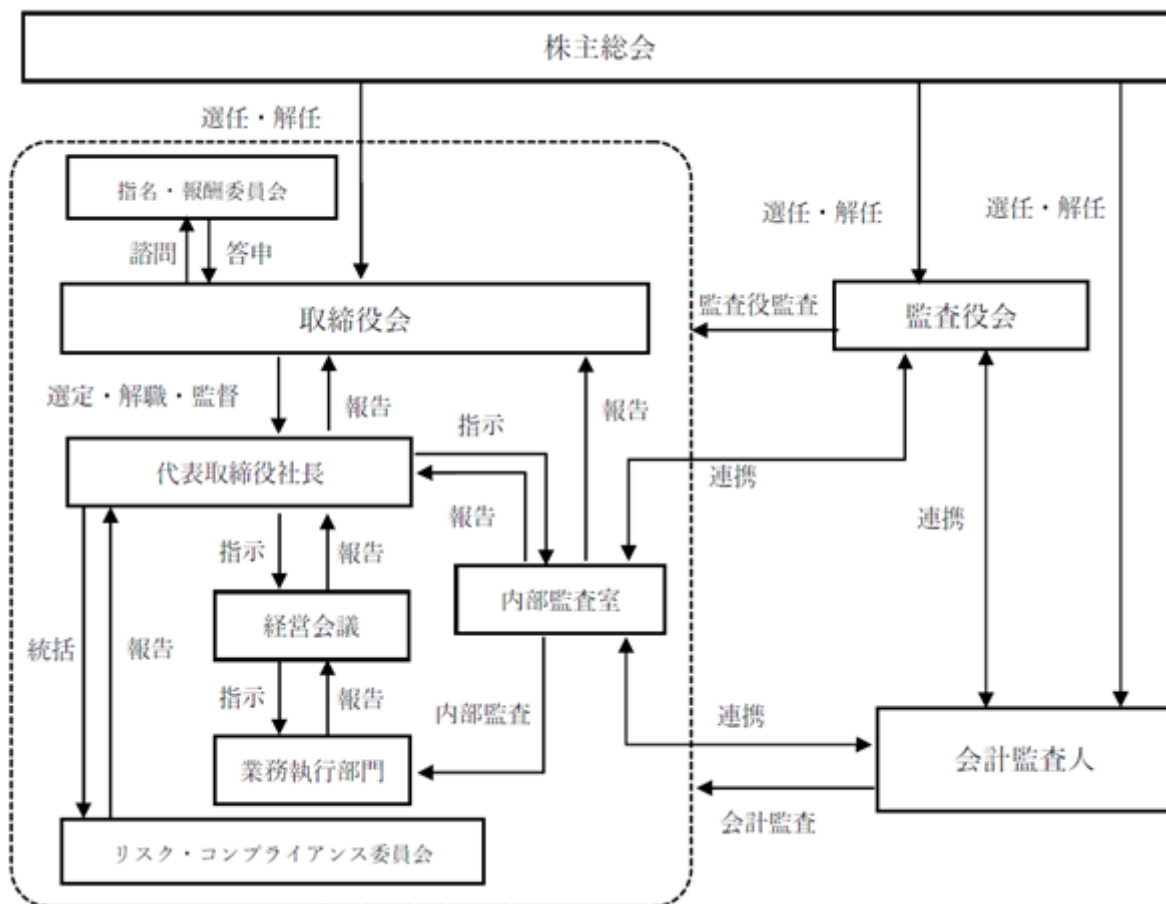 株主総会
選任・解任
選任・解任
選任・解任
指名・報酬委員会
諮問
答申
取締役会
監査役監査
監査役会
選定・解職・監督
報告
指示
報告
連携
代表取締役社長
報告
連携
指示
報告
内部監査室
経営会議
統括
報告
指示
報告
内部監査
連携
業務執行部門
会計監査人
会計監査
リスク・コンプライアンス委員会